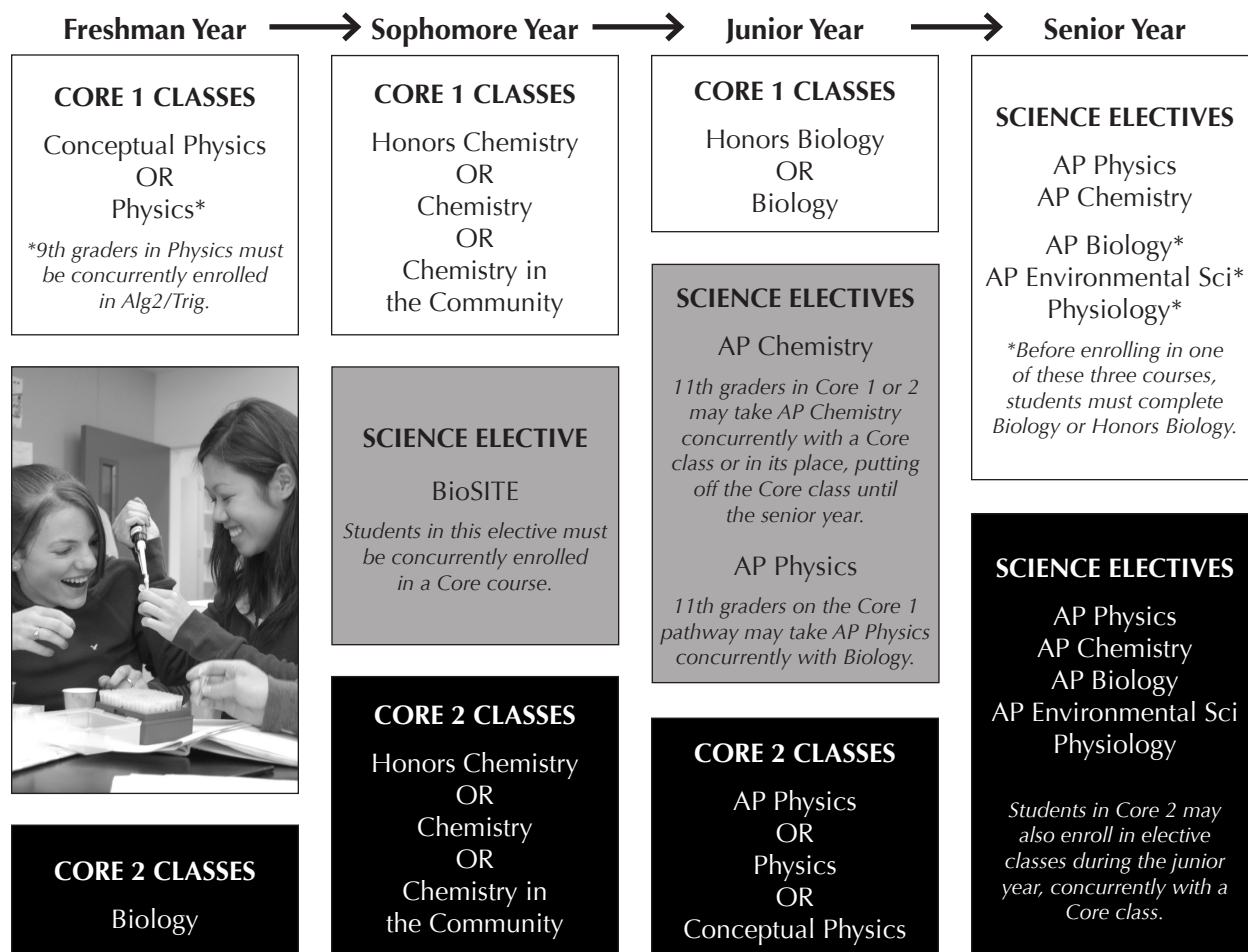 Freshman Year
Sophomore Year
Junior Year
Senior Year
CORE 1 CLASSES
Conceptual Physics
OR
Physics*
*9th graders in Physics must
be concurrently enrolled
in Alg2/Trig.
CORE 2 CLASSES
Biology
CORE 1 CLASSES
Honors Chemistry
OR
Chemistry
OR
Chemistry in
the Community
SCIENCE ELECTIVE
BioSITE
Students in this elective must
be concurrently enrolled
in a Core course.
CORE 2 CLASSES
Honors Chemistry
OR
Chemistry
OR
Chemistry in
the Community
CORE 1 CLASSES
Honors Biology
OR
Biology
SCIENCE ELECTIVES
AP Chemistry
11th graders in Core 1 or 2
may take AP Chemistry
concurrently with a Core
class or in its place, putting
off the Core class until
the senior year.
AP Physics
11th graders on the Core 1
pathway may take AP Physics
concurrently with Biology.
CORE 2 CLASSES
AP Physics
OR
Physics
OR
Conceptual Physics
SCIENCE ELECTIVES
AP Physics
AP Chemistry
AP Biology*
AP Environmental Sci*
Physiology*
*Before enrolling in one
of these three courses,
students must complete
Biology or Honors Biology.
SCIENCE ELECTIVES
AP Physics
AP Chemistry
AP Biology
AP Environmental Sci
Physiology
Students in Core 2 may
also enroll in elective
classes during the junior
year, concurrently with a
Core class.